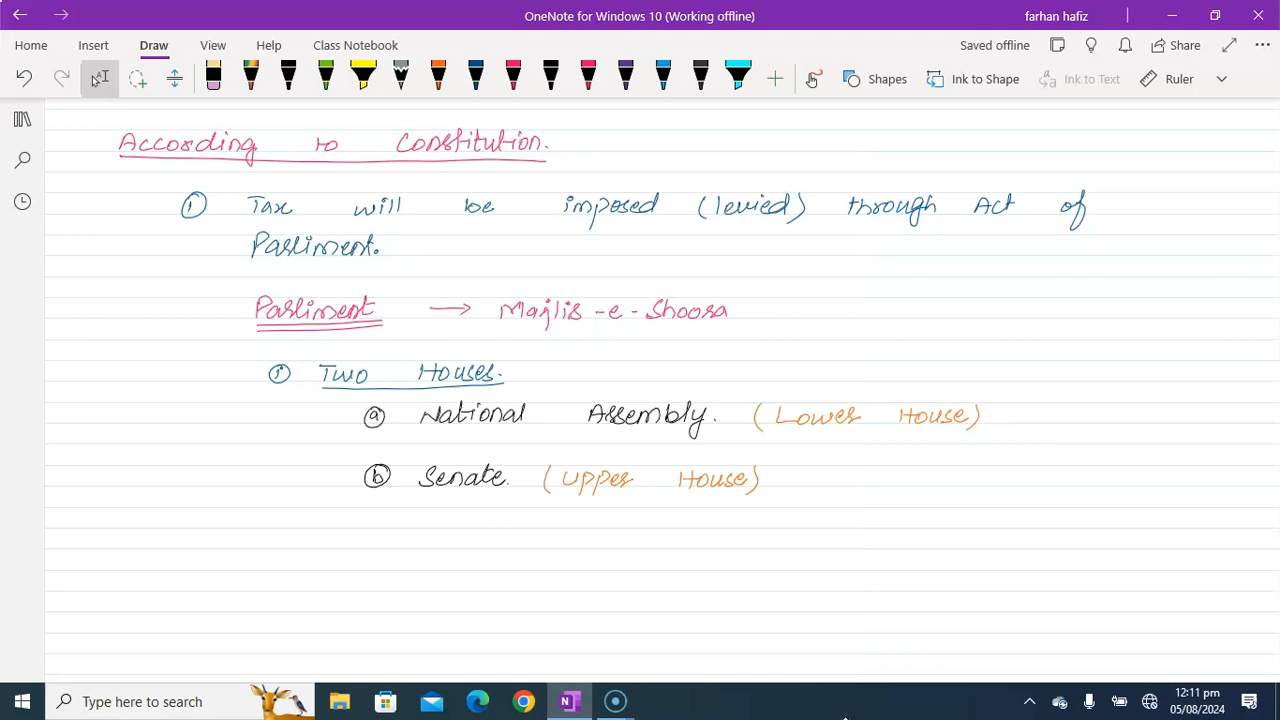 OneNote for Windows 10 (Working offline)
farhan hafiz
Home Insert Draw View Help Class Notebook
Saved offline
Share
Shapes
Ink to Shape
Ink to Text
Ruler
According to Constitution.
① Tax will be imposed (levied) through Act of
Parliment.
Parliment → Majlis-e-Shoora
① Two Houses.
ⓐ National Assembly. (Lower House)
ⓑ Senate. (Upper House)
Type here to search
12:11 pm
05/08/2024